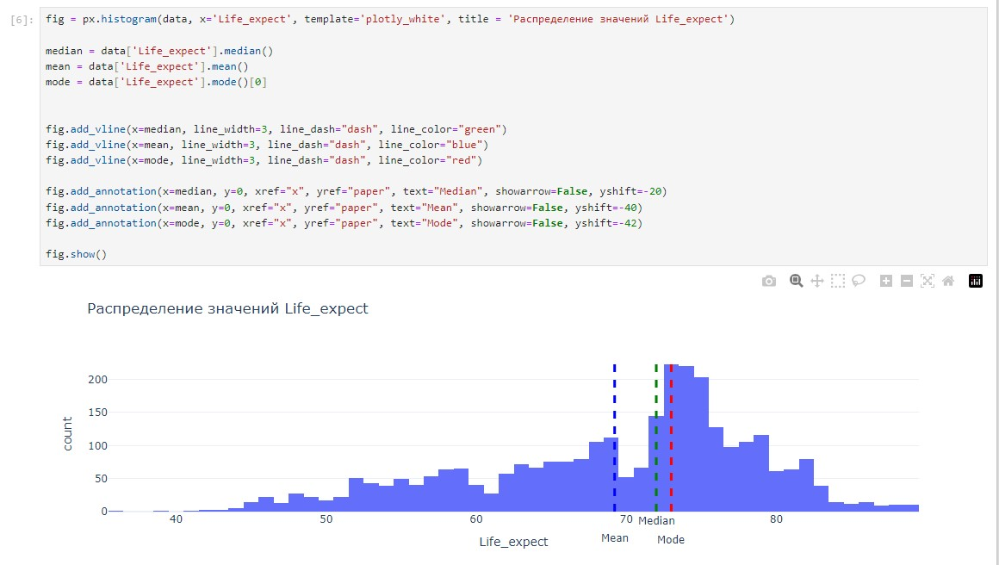 [6]:
fig = px.histogram(data, x='Life_expect', template='plotly_white', title = 'Распределение значений Life_expect')
median = data['Life_expect'].median()
mean = data['Life_expect'].mean()
mode = data['Life_expect'].mode()[0]
fig.add_vline(x=median, line_width=3, line_dash="dash", line_color="green")
fig.add_vline(x=mean, line_width=3, line_dash="dash", line_color="blue")
fig.add_vline(x=mode, line_width=3, line_dash="dash", line_color="red")
fig.add_annotation(x=median, y=0, xref="x", yref="paper", text="Median", showarrow=False, yshift=-20)
fig.add_annotation(x=mean, y=0, xref="x", yref="paper", text="Mean", showarrow=False, yshift=-40)
fig.add_annotation(x=mode, y=0, xref="x", yref="paper", text="Mode", showarrow=False, yshift=-42)
fig.show()
Распределение значений Life_expect
200
150
100
50
0
count
40 50 60 70 80
Median
Mean
Mode
Life_expect